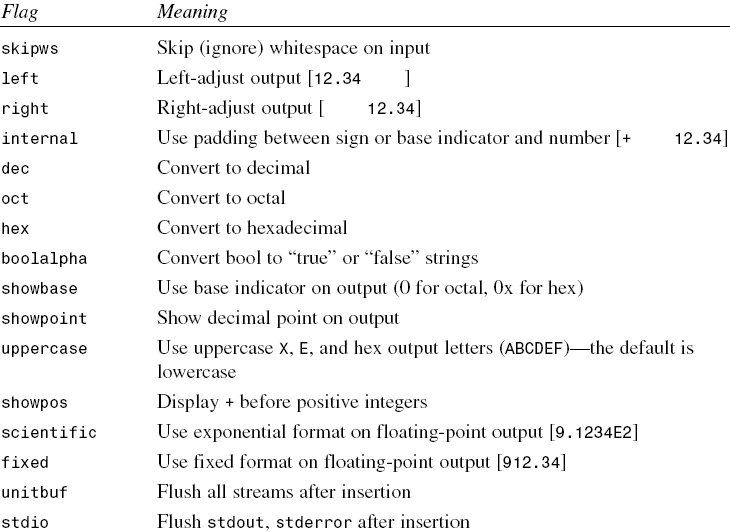 Flag Meaning
skipws Skip (ignore) whitespace on input
left Left-adjust output [12.34     ]
right Right-adjust output [     12.34]
internal Use padding between sign or base indicator and number [+     12.34]
dec Convert to decimal
oct Convert to octal
hex Convert to hexadecimal
boolalpha Convert bool to “true” or “false” strings
showbase Use base indicator on output (0 for octal, 0x for hex)
showpoint Show decimal point on output
uppercase Use uppercase X, E, and hex output letters (ABCDEF)—the default is
lowercase
showpos Display + before positive integers
scientific Use exponential format on floating-point output [9.1234E2]
fixed Use fixed format on floating-point output [912.34]
unitbuf Flush all streams after insertion
stdio Flush stdout, stderror after insertion